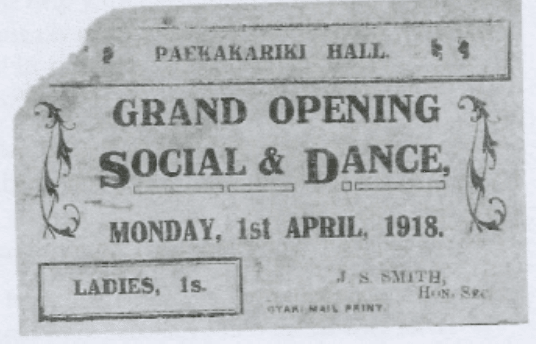 PAEKAKARIKI HALL.
GRAND OPENING
SOCIAL & DANCE,
MONDAY, 1st APRIL, 1918.
LADIES, 1s.
J. S. SMITH,
HON. SEC
OTAKI MAIL PRINT.